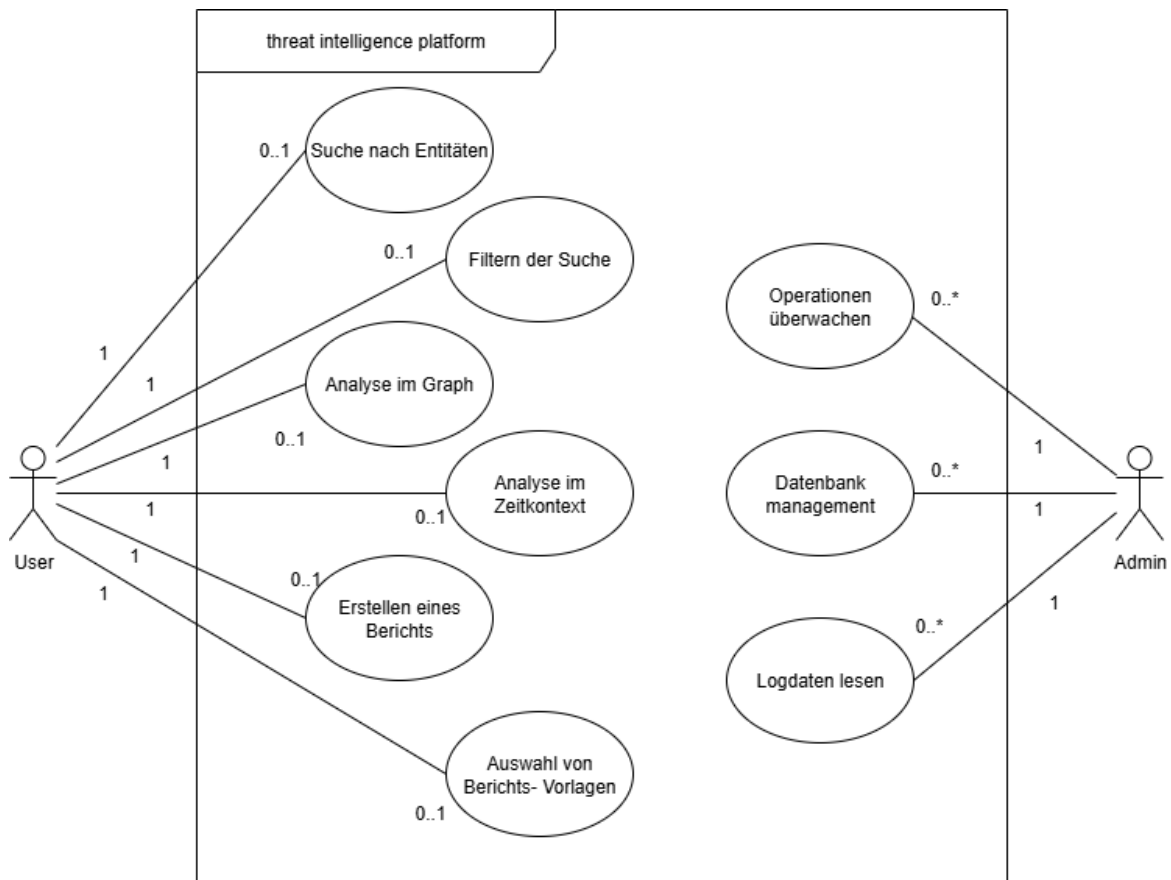 threat intelligence platform
0..1
Suche nach Entitäten
0..1
Filtern der Suche
Operationen
überwachen
0..*
1
1
Analyse im Graph
0..1
1
1
Analyse im
Zeitkontext
0..1
1
Datenbank
management
0..*
1
User
Admin
1
0..1
Erstellen eines
Berichts
1
1
0..*
Logdaten lesen
Auswahl von
Berichts- Vorlagen
0..1